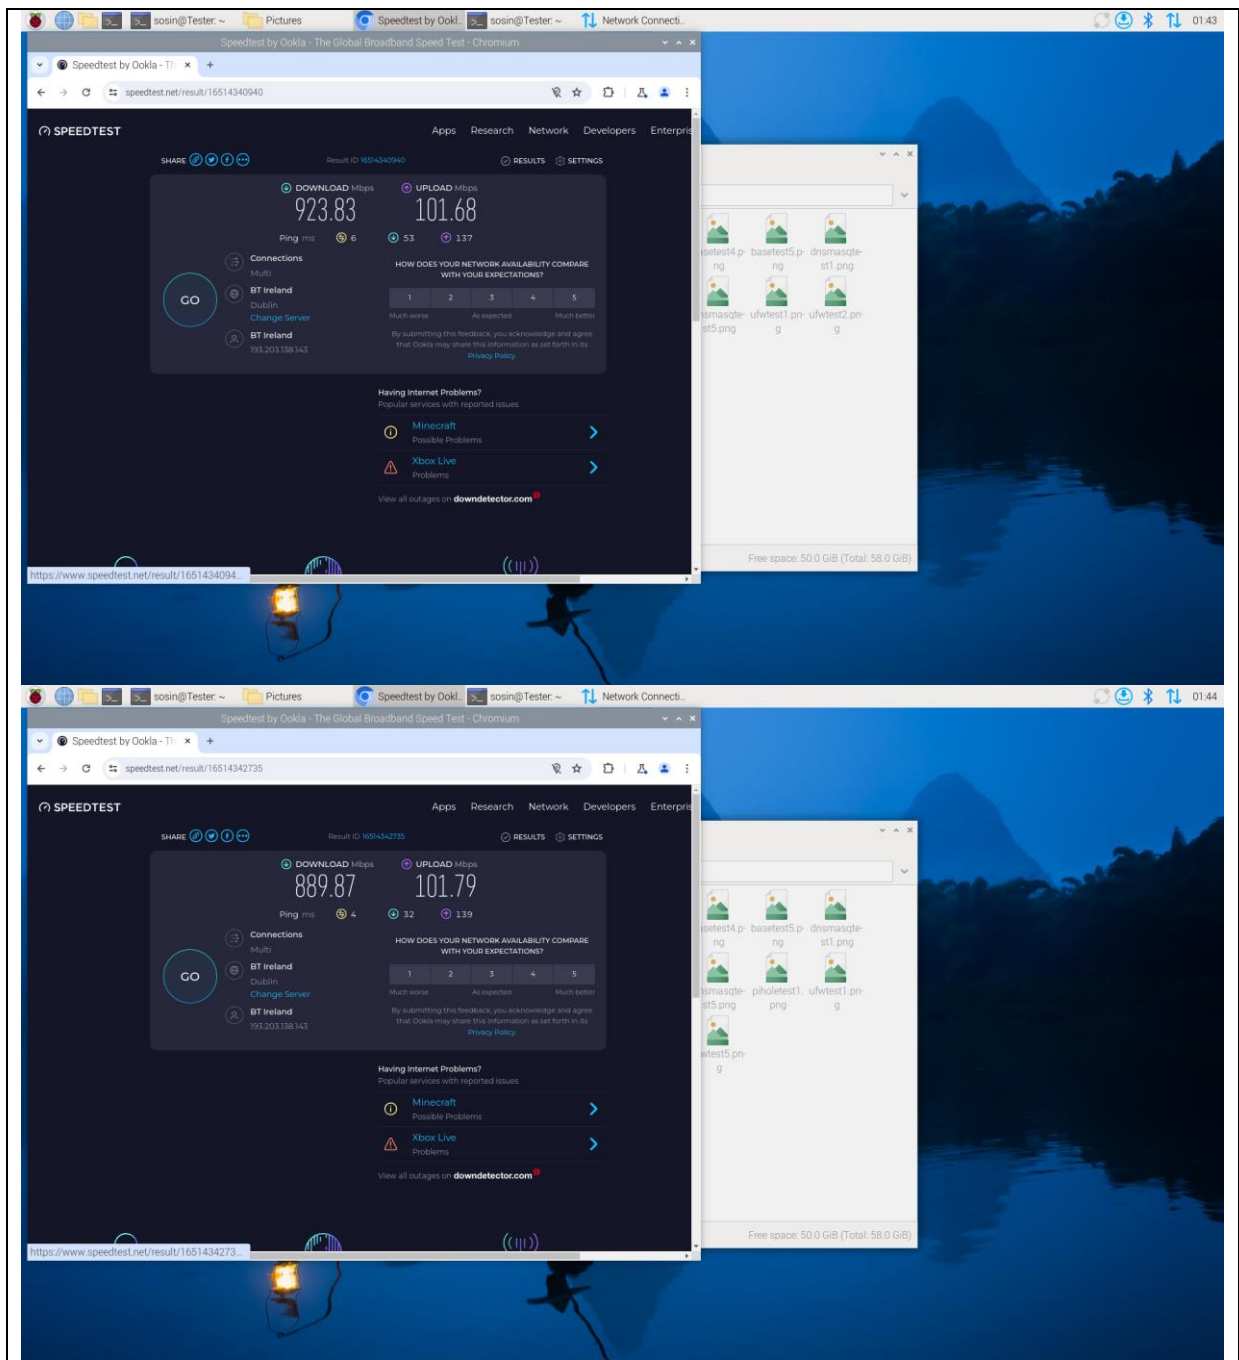 sosin@Tester: ~ Pictures Speedtest by Ookl.. sosin@Tester: ~ Network Connecti.. 01:43
Speedtest by Ookla - The Global Broadband Speed Test - Chromium
Speedtest by Ookla - Th
speedtest.net/result/16514340940
SPEEDTEST Apps Research Network Developers Enterpris
SHARE Result ID 16514340940 RESULTS SETTINGS
DOWNLOAD Mbps UPLOAD Mbps
923.83 101.68
Ping ms 6 53 137
Connections
Multi
BT Ireland
Dublin
Change Server
BT Ireland
193.203.138.143
GO
HOW DOES YOUR NETWORK AVAILABILITY COMPARE
WITH YOUR EXPECTATIONS?
1 2 3 4 5
Much worse As expected Much better
By submitting this feedback, you acknowledge and agree
that Ookla may share this information as set forth in its
Privacy Policy.
Having Internet Problems?
Popular services with reported issues
Minecraft
Possible Problems
Xbox Live
Problems
View all outages on downdetector.com
https://www.speedtest.net/result/1651434094...
setest4.p- basetest5.p- dnsmasqte-
ng ng st1.png
nsmasqte- ufwtest1.pn- ufwtest2.pn-
st5.png g g
Free space: 50.0 GiB (Total: 58.0 GiB)
sosin@Tester: ~ Pictures Speedtest by Ookl.. sosin@Tester: ~ Network Connecti.. 01:44
Speedtest by Ookla - The Global Broadband Speed Test - Chromium
Speedtest by Ookla - Th
speedtest.net/result/16514342735
SPEEDTEST Apps Research Network Developers Enterpris
SHARE Result ID 16514342735 RESULTS SETTINGS
DOWNLOAD Mbps UPLOAD Mbps
889.87 101.79
Ping ms 4 32 139
Connections
Multi
BT Ireland
Dublin
Change Server
BT Ireland
193.203.138.143
GO
HOW DOES YOUR NETWORK AVAILABILITY COMPARE
WITH YOUR EXPECTATIONS?
1 2 3 4 5
Much worse As expected Much better
By submitting this feedback, you acknowledge and agree
that Ookla may share this information as set forth in its
Privacy Policy.
Having Internet Problems?
Popular services with reported issues
Minecraft
Possible Problems
Xbox Live
Problems
View all outages on downdetector.com
https://www.speedtest.net/result/1651434273...
setest4.p- basetest5.p- dnsmasqte-
ng ng st1.png
nsmasqte- piholetest1. ufwtest1.pn-
st5.png png g
wtest5.pn-
g
Free space: 50.0 GiB (Total: 58.0 GiB)